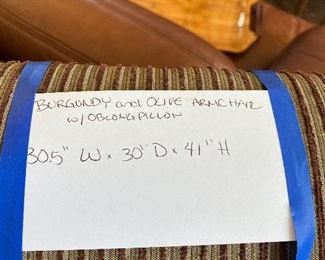 BURGUNDY and OLIVE ARMCHAIR
w/ OBLONG PILLOW
30.5" W x 30" D x 41" H